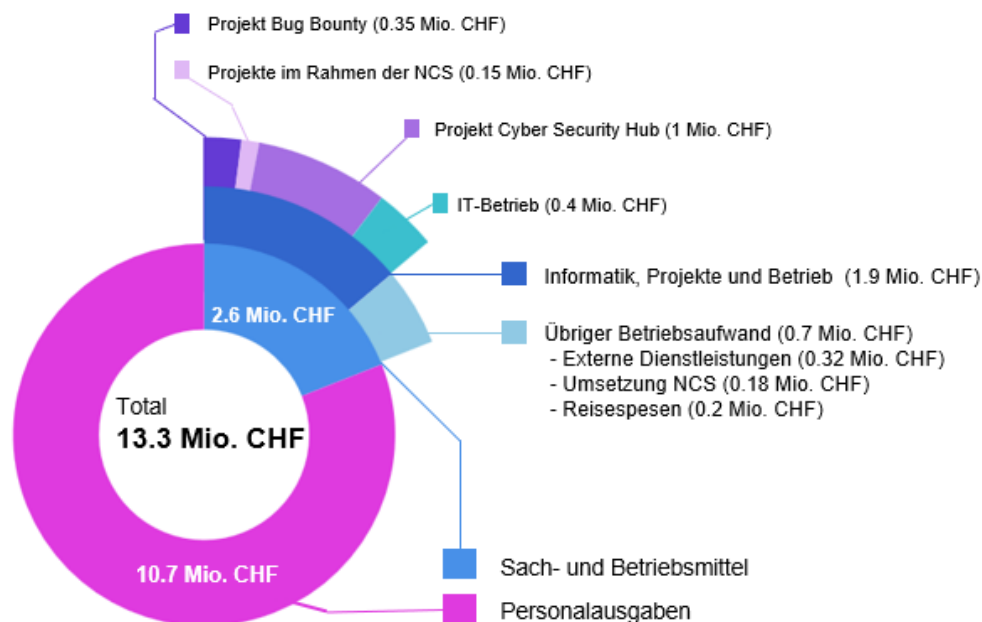 Projekt Bug Bounty (0.35 Mio. CHF)
Projekte im Rahmen der NCS (0.15 Mio. CHF)
Projekt Cyber Security Hub (1 Mio. CHF)
IT-Betrieb (0.4 Mio. CHF)
Informatik, Projekte und Betrieb (1.9 Mio. CHF)
2.6 Mio. CHF
Übriger Betriebsaufwand (0.7 Mio. CHF)
- Externe Dienstleistungen (0.32 Mio. CHF)
- Umsetzung NCS (0.18 Mio. CHF)
- Reisespesen (0.2 Mio. CHF)
Total
13.3 Mio. CHF
10.7 Mio. CHF
Sach- und Betriebsmittel
Personalausgaben